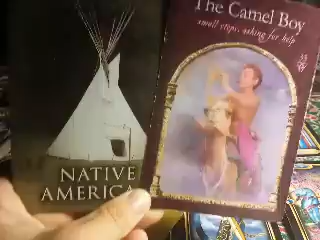 The Camel Boy
small steps, asking for help
NATIVE
AMERICA